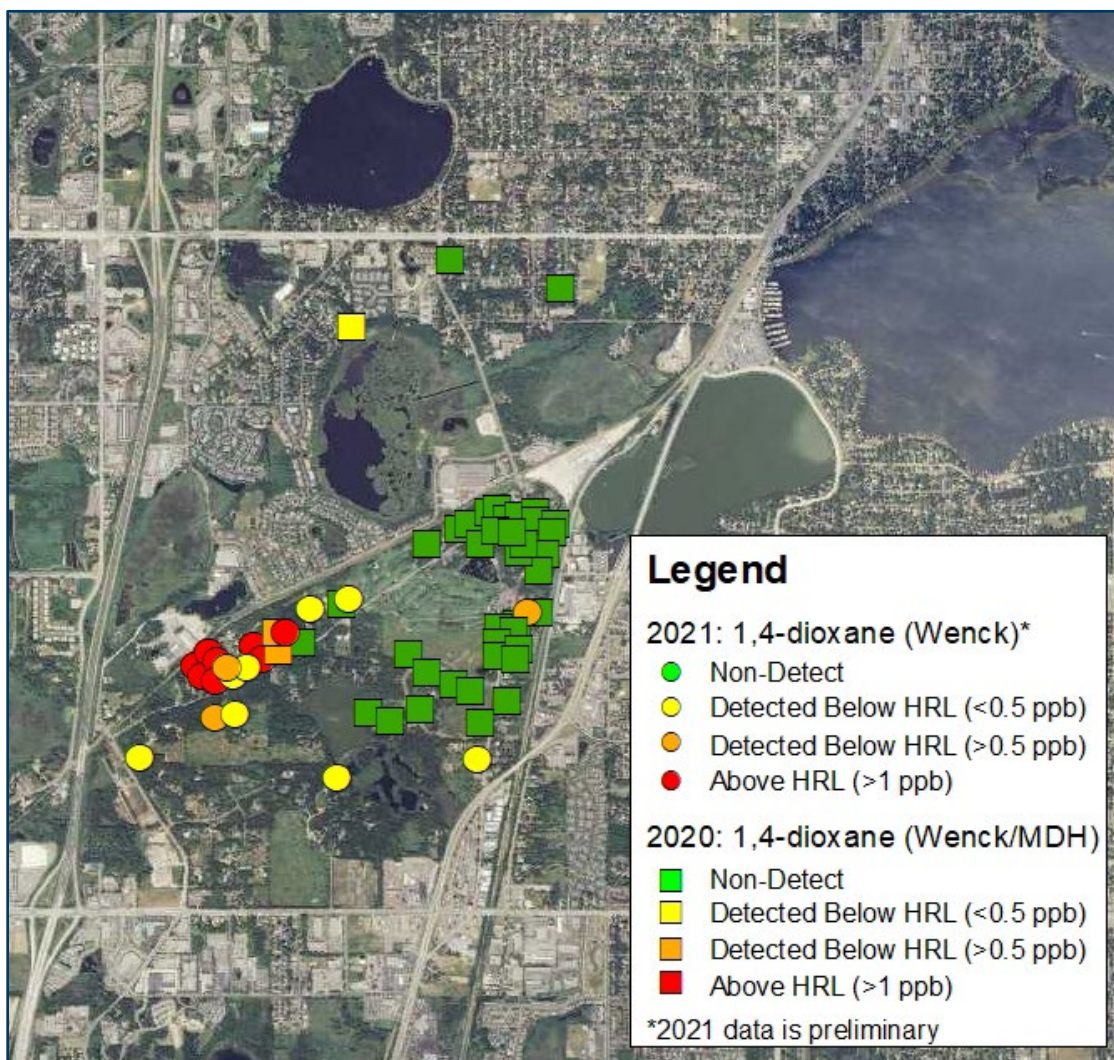 Legend
2021: 1,4-dioxane (Wenck)*
Non-Detect
Detected Below HRL (<0.5 ppb)
Detected Below HRL (>0.5 ppb)
Above HRL (>1 ppb)
2020: 1,4-dioxane (Wenck/MDH)
Non-Detect
Detected Below HRL (<0.5 ppb)
Detected Below HRL (>0.5 ppb)
Above HRL (>1 ppb)
*2021 data is preliminary